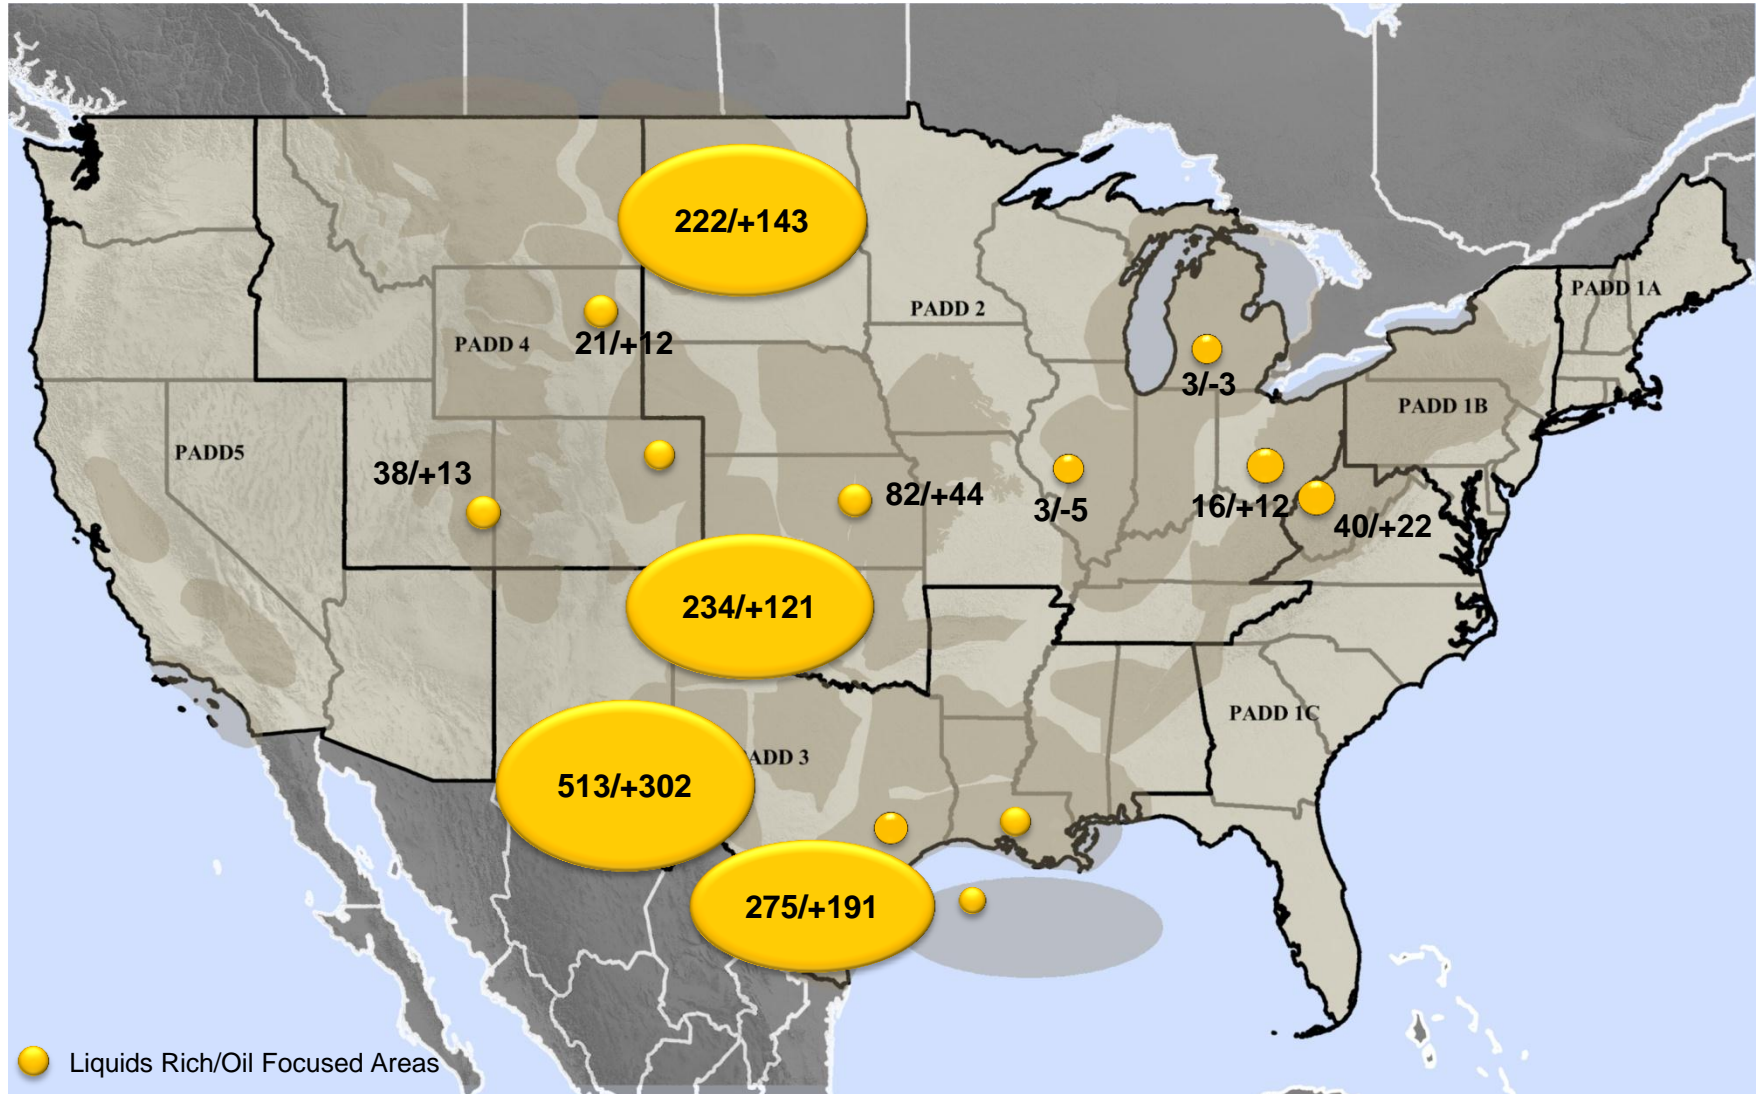 222/+143
PADD 1A
PADD 2
PADD 4
21/+12
3/-3
PADD 1B
PADD5
38/+13
82/+44
3/-5
16/+12
40/+22
234/+121
PADD 1C
ADD 3
513/+302
275/+191
Liquids Rich/Oil Focused Areas